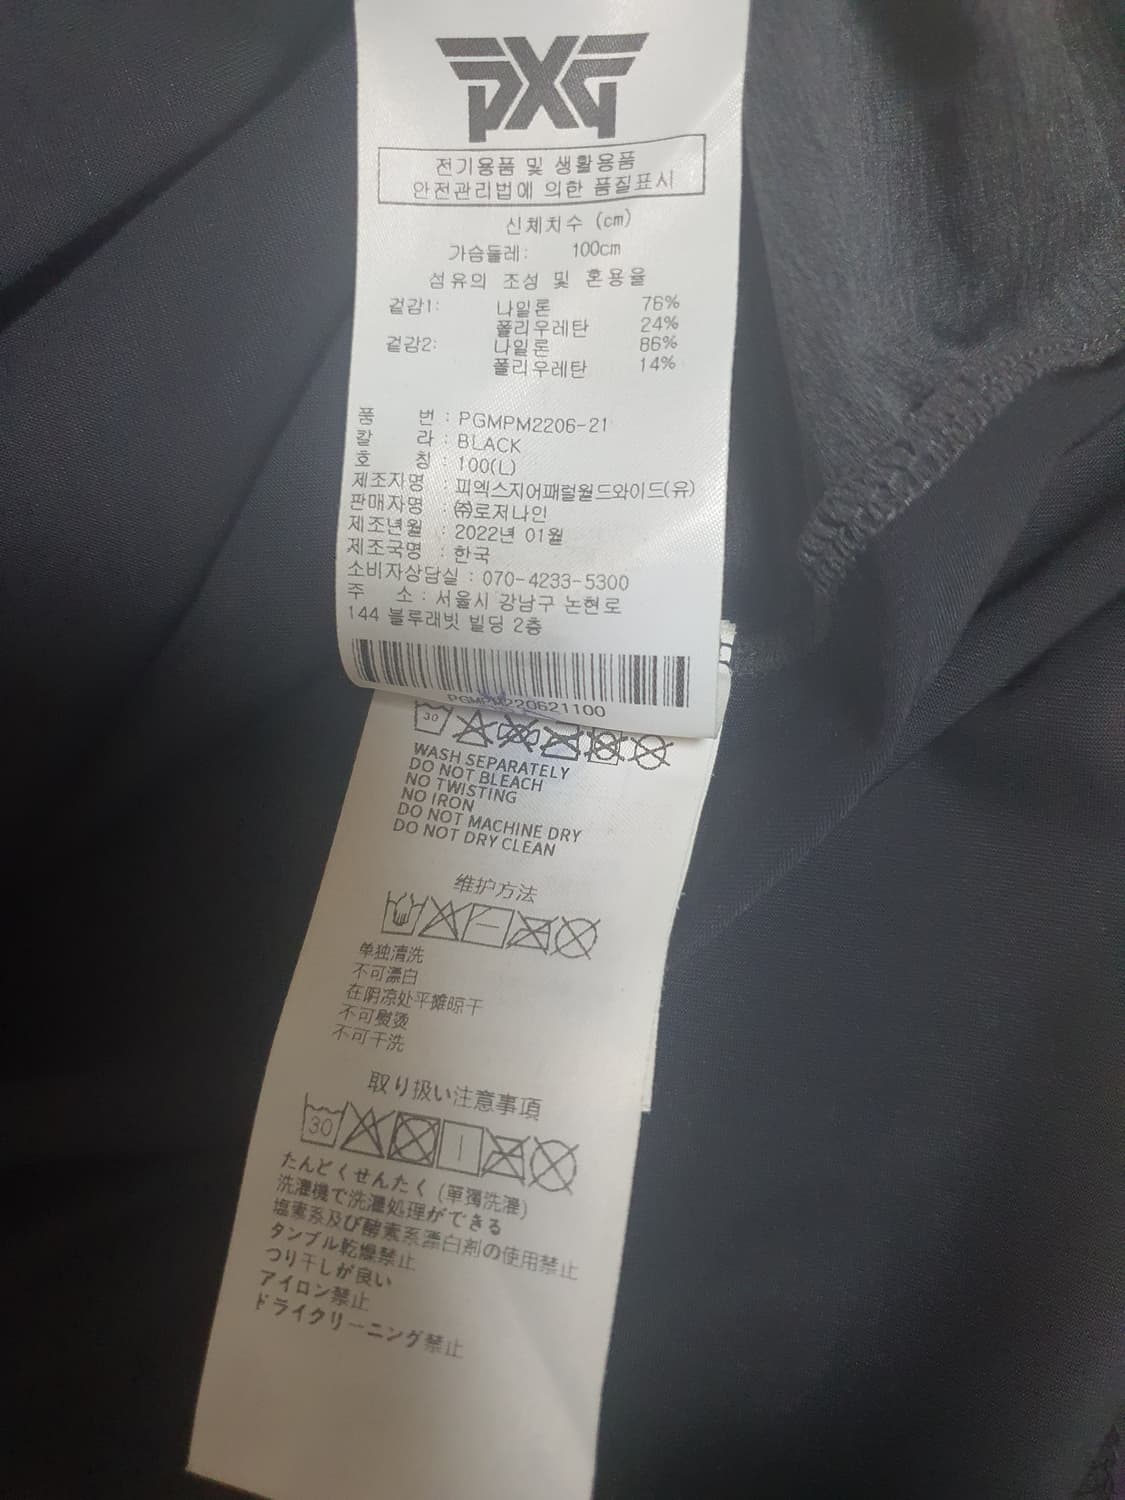 PXG
전기용품 및 생활용품
안전관리법에 의한 품질표시
신체치수 (cm)
가슴둘레: 100cm
섬유의 조성 및 혼용율
겉감1: 나일론 76%
폴리우레탄 24%
겉감2: 나일론 86%
폴리우레탄 14%
품 번 : PGMPM2206-21
칼 라 : BLACK
호 칭 : 100(L)
제조자명 : 피엑스지어패럴월드와이드(유)
판매자명 : ㈜로저나인
제조년월 : 2022년 01월
제조국명 : 한국
소비자상담실 : 070-4233-5300
주 소 : 서울시 강남구 논현로
144 블루래빗 빌딩 2층
PGMPM220621100
30
WASH SEPARATELY
DO NOT BLEACH
NO TWISTING
NO IRON
DO NOT MACHINE DRY
DO NOT DRY CLEAN
维护方法
单独清洗
不可漂白
在阴凉处平摊晾干
不可熨烫
不可干洗
取り扱い注意事項
30
たんどくせんたく (單獨洗濯)
洗濯機で洗濯処理ができる
塩素系及び酵素系漂白剤の使用禁止
タンブル乾燥禁止
つり干しが良い
アイロン禁止
ドライクリーニング禁止